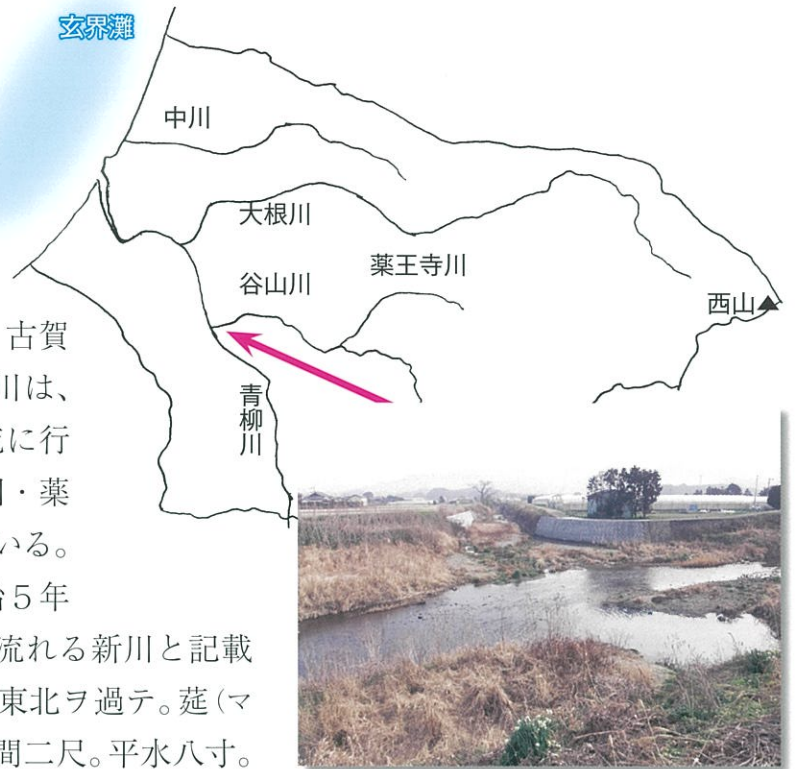 玄界灘
中川
大根川
谷山川
薬王寺川
西山▲
青柳川
古賀
川は、
に行
・薬
いる。
5年
流れる新川と記載
東北ヲ過テ。莚(マ
間二尺。平水八寸。